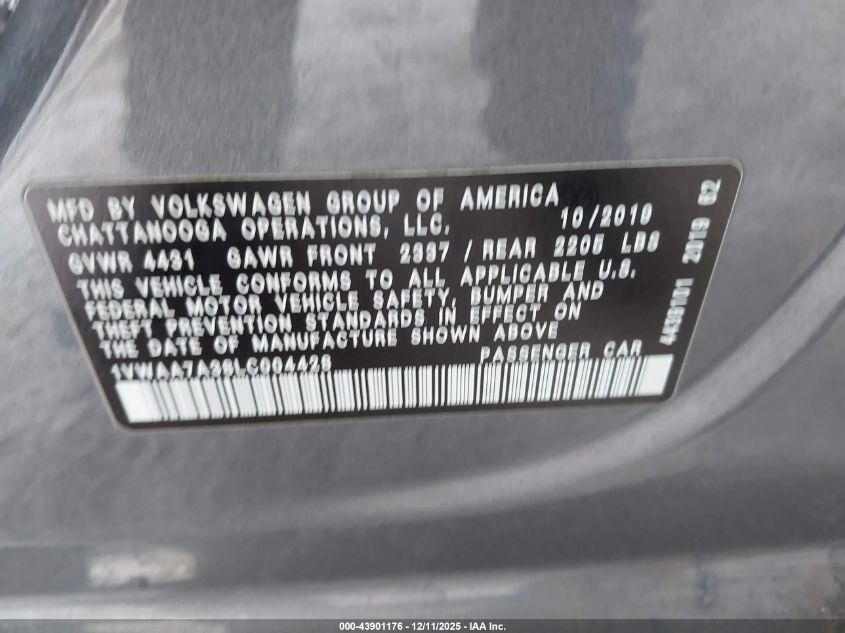 MFD BY VOLKSWAGEN GROUP OF AMERICA
CHATTANOOGA OPERATIONS, LLC. 10/2019
GVWR 4431 GAWR FRONT 2337 / REAR 2205 LBS
THIS VEHICLE CONFORMS TO ALL APPLICABLE U.S.
FEDERAL MOTOR VEHICLE SAFETY, BUMPER AND
THEFT PREVENTION STANDARDS IN EFFECT ON
THE DATE OF MANUFACTURE SHOWN ABOVE
1VWAA7A38LC004428 PASSENGER CAR
2019 62
000-43901176 - 12/11/2025 - IAA Inc.